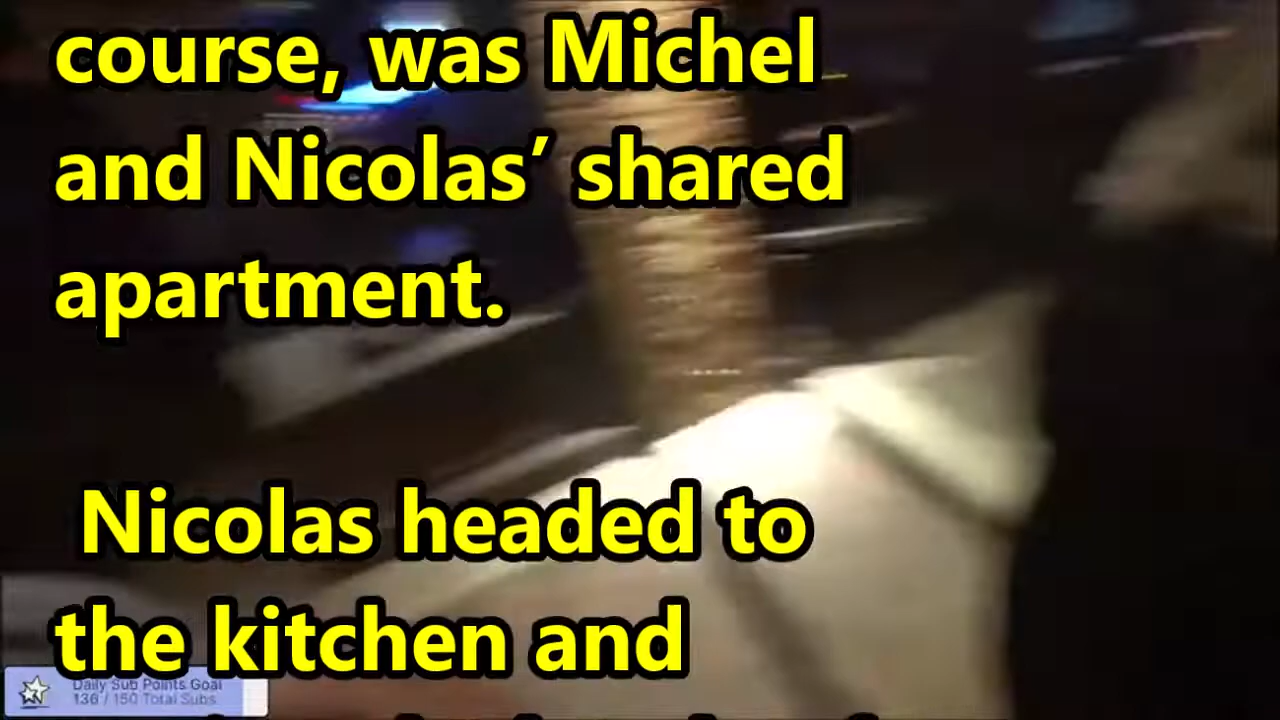 course, was Michel
and Nicolas’ shared
apartment.
Nicolas headed to
the kitchen and
Daily Sub Points Goal
136 / 150 Total Subs